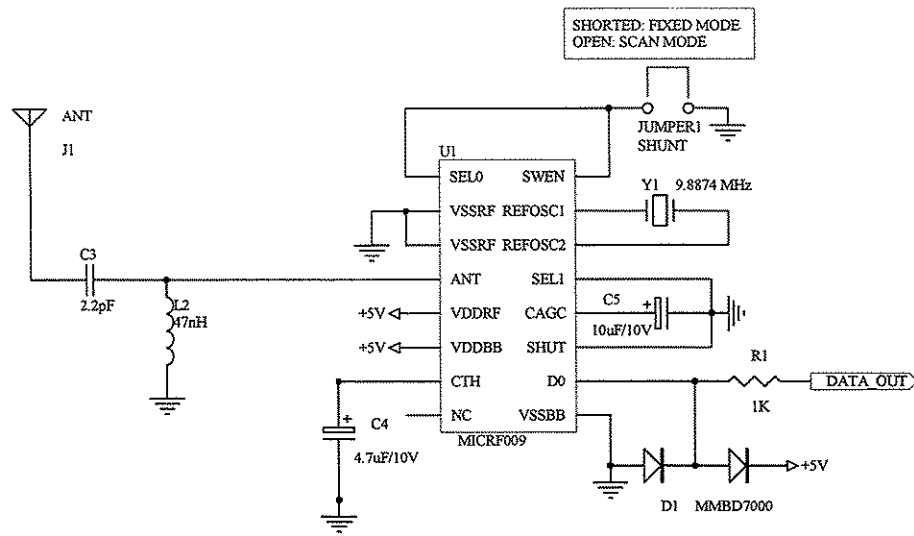 SHORTED: FIXED MODE
OPEN: SCAN MODE
ANT
J1
JUMPER1
SHUNT
U1
SEL0
SWEN
Y1
9.8874 MHz
VSSRF
REFOSC1
VSSRF
REFOSC2
C3
2.2pF
ANT
SEL1
L2
47nH
+5V
VDDRF
CAGC
C5
+
10uF/10V
+5V
VDDBB
SHUT
R1
CTH
D0
1K
DATA_OUT
NC
VSSBB
+
C4
4.7uF/10V
MICRF009
+5V
D1
MMBD7000